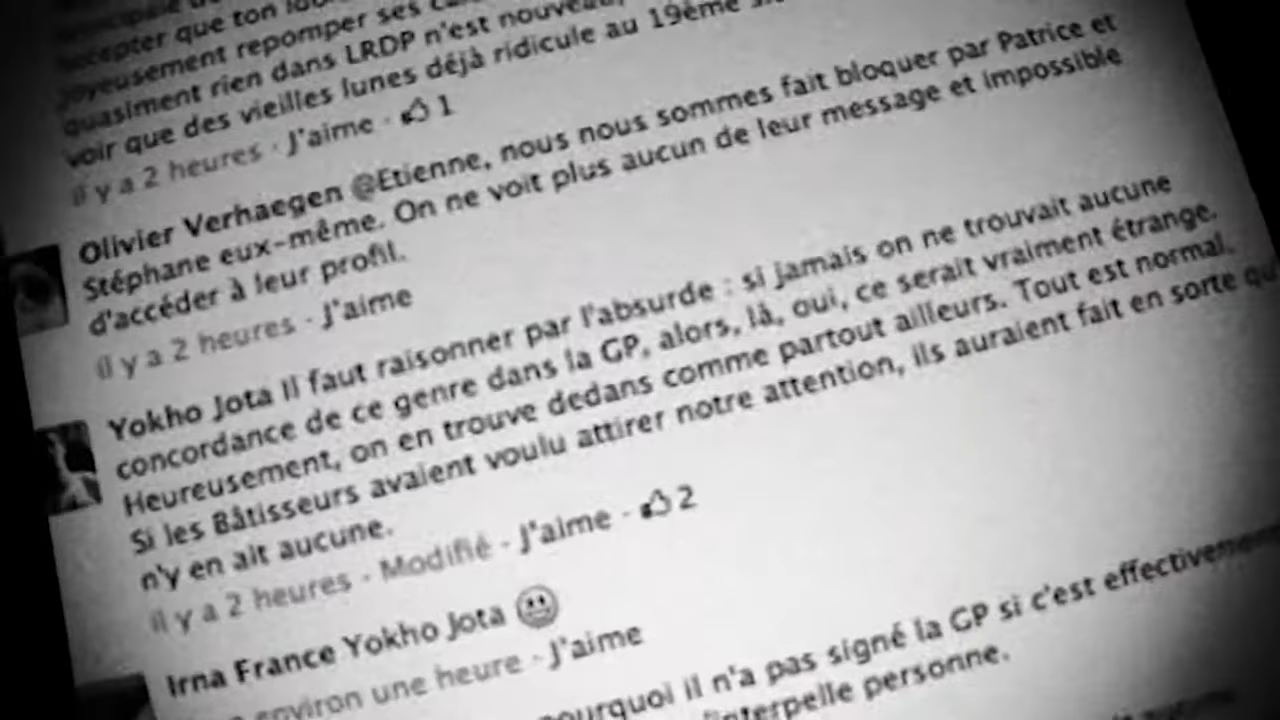 accepter que ton
joyeusement repomper ses
quasiment rien dans LRDP n'est nouveau,
voir que des vieilles lunes déjà ridicule au 19ème
il y a 2 heures · J'aime · 1
Olivier Verhaegen @Etienne, nous nous sommes fait bloquer par Patrice et
Stéphane eux-même. On ne voit plus aucun de leur message et impossible
d'accéder à leur profil.
il y a 2 heures · J'aime
Yokho Jota Il faut raisonner par l'absurde : si jamais on ne trouvait aucune
concordance de ce genre dans la GP, alors, là, oui, ce serait vraiment étrange.
Heureusement, on en trouve dedans comme partout ailleurs. Tout est normal.
Si les Bâtisseurs avaient voulu attirer notre attention, ils auraient fait en sorte qu
n'y en ait aucune.
il y a 2 heures · Modifié · J'aime · 2
Irna France Yokho Jota
environ une heure · J'aime
ourquoi il n'a pas signé la GP si c'est effectivement
interpelle personne.